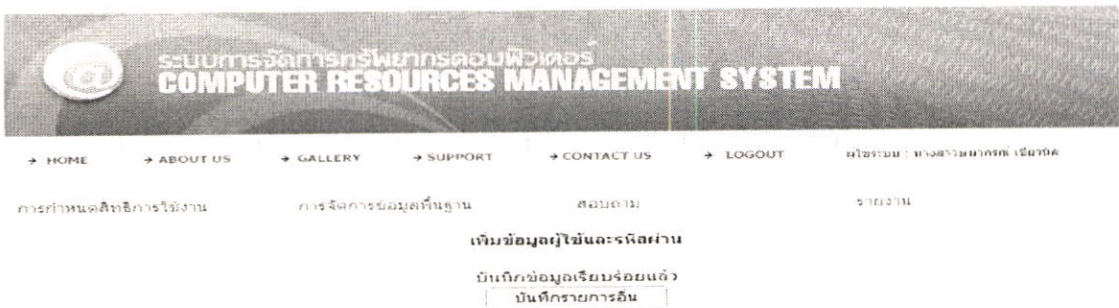 ระบบการจัดการทรัพยากรคอมพิวเตอร์
COMPUTER RESOURCES MANAGEMENT SYSTEM
→ HOME → ABOUT US → GALLERY → SUPPORT → CONTACT US → LOGOUT ผู้ใช้ระบบ : นางสาว
การกำหนดสิทธิการใช้งาน การจัดการข้อมูลพื้นฐาน สอบถาม รายงาน
เพิ่มข้อมูลผู้ใช้และรหัสผ่าน
บันทึกข้อมูลเรียบร้อยแล้ว
บันทึกรายการอื่น